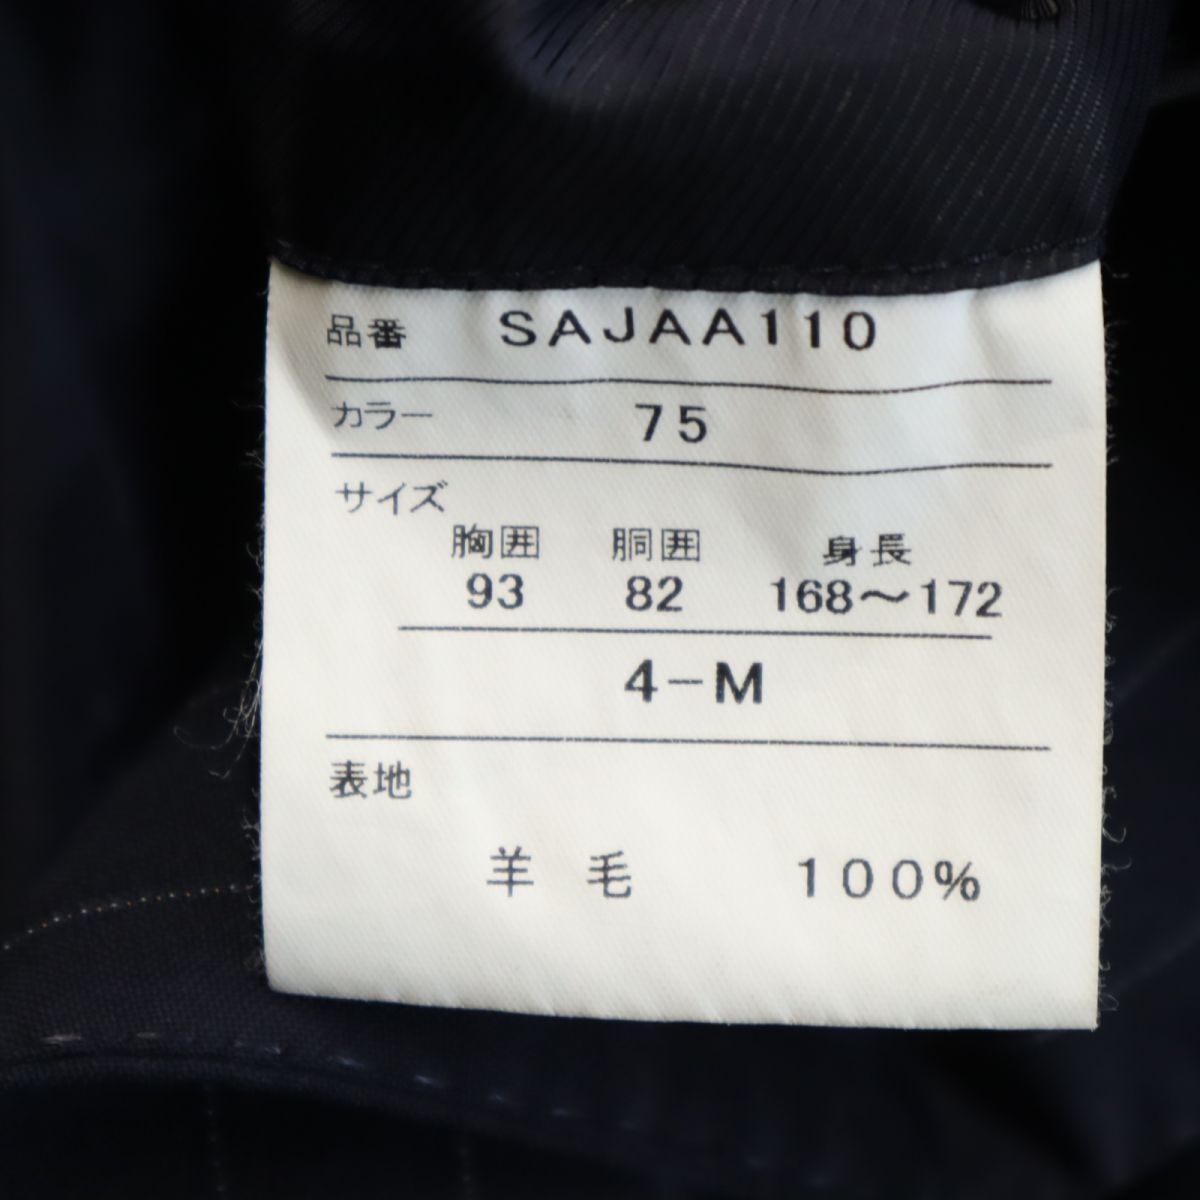 品番 SAJAA110
カラー 75
サイズ
胸囲 胴囲 身長
93 82 168～172
4-M
表地
羊毛 100%